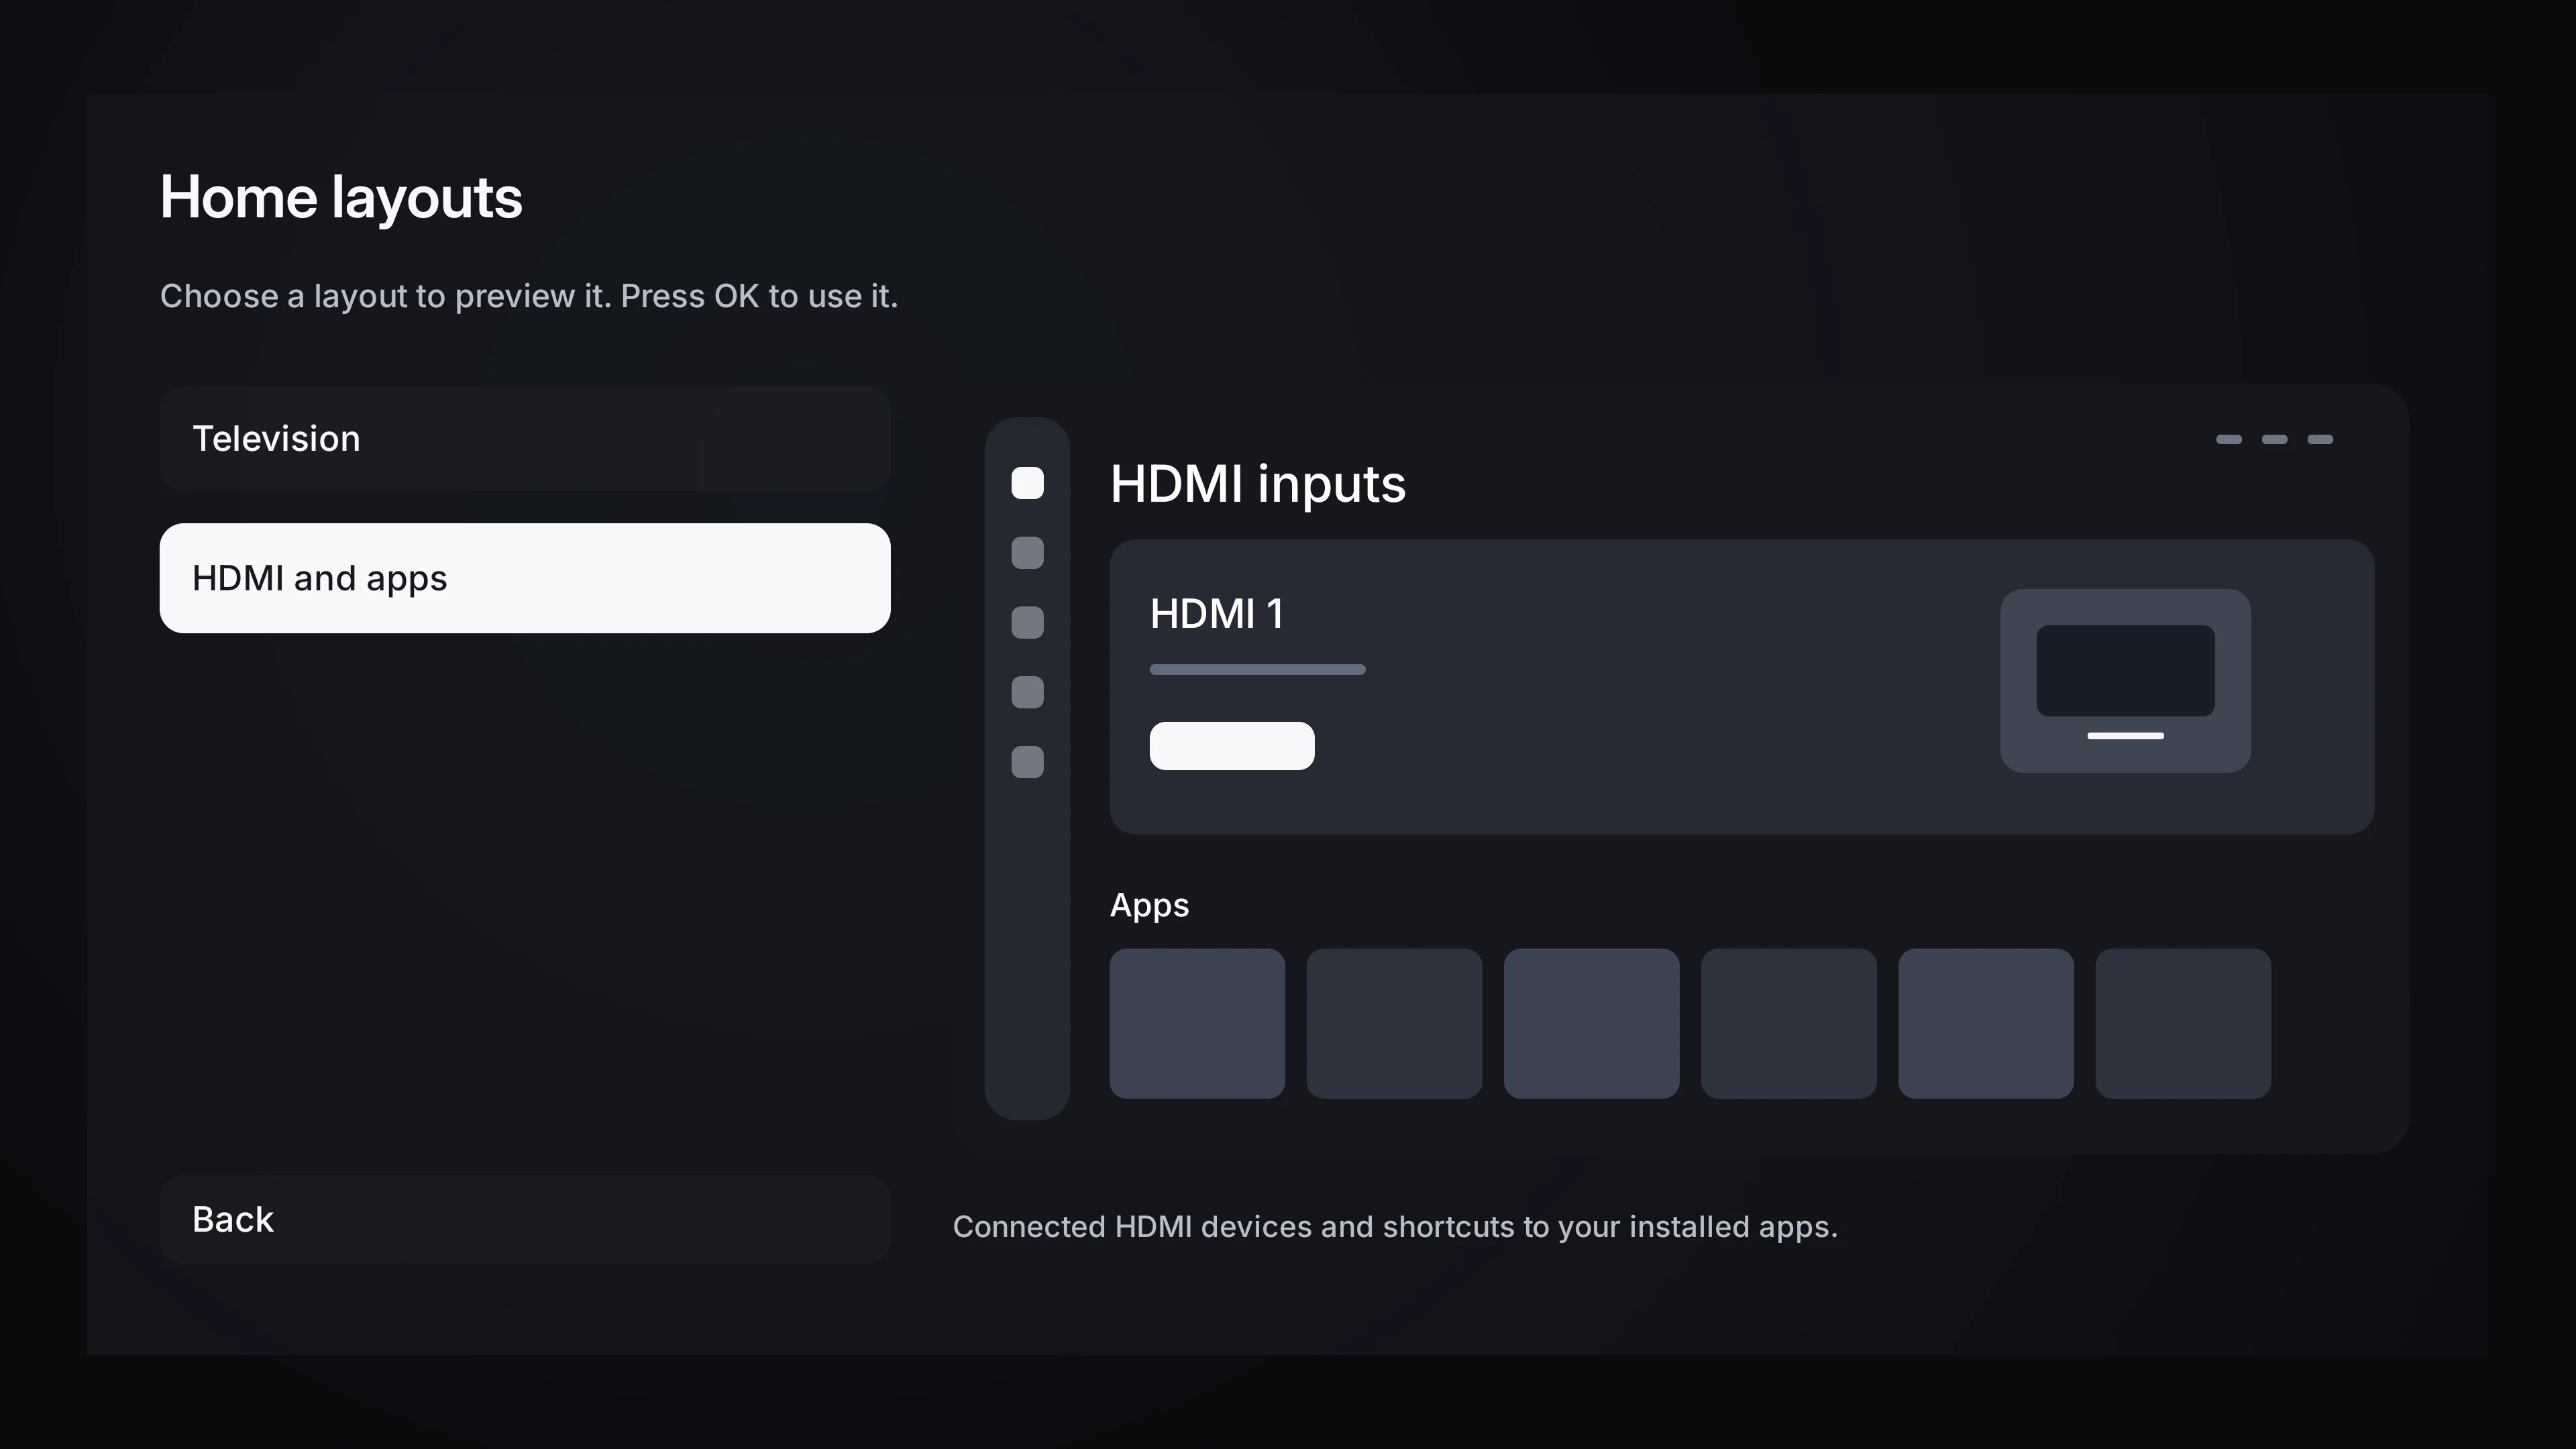 Home layouts
Choose a layout to preview it. Press OK to use it.
Television
HDMI and apps
Back
HDMI inputs
HDMI 1
Apps
Connected HDMI devices and shortcuts to your installed apps.